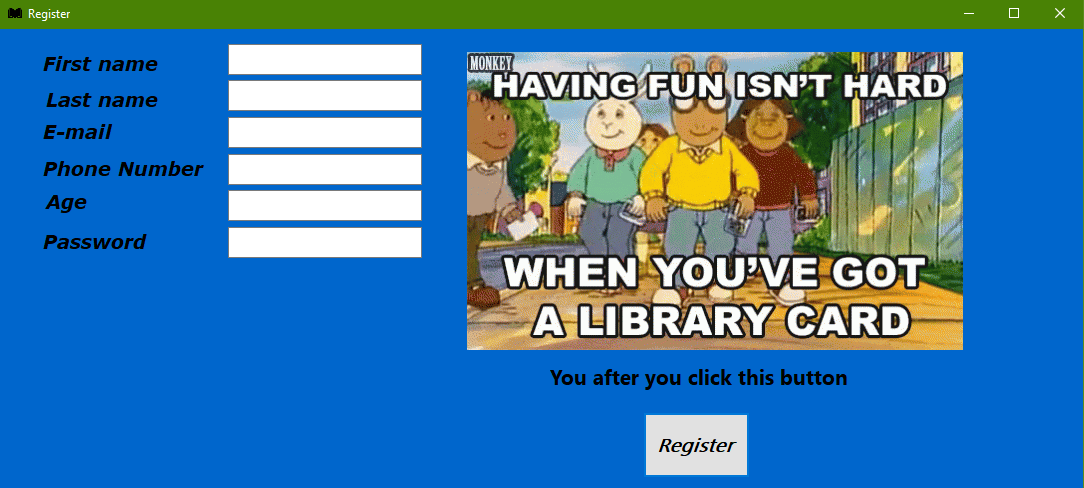 Register
First name
Last name
E-mail
Phone Number
Age
Password
MONKEY
HAVING FUN ISN'T HARD
WHEN YOU'VE GOT
A LIBRARY CARD
You after you click this button
Register